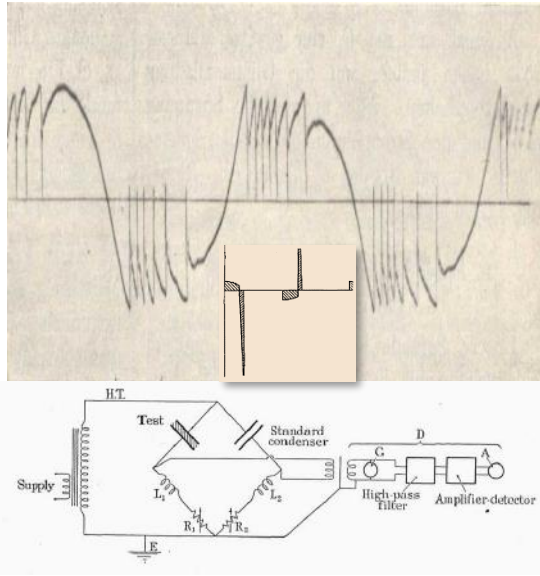 H.T.
Test
Standard
condenser
D
G
A
Supply
L₁
L₂
High-pass
filter
Amplifier-detector
R₁
R₂
E